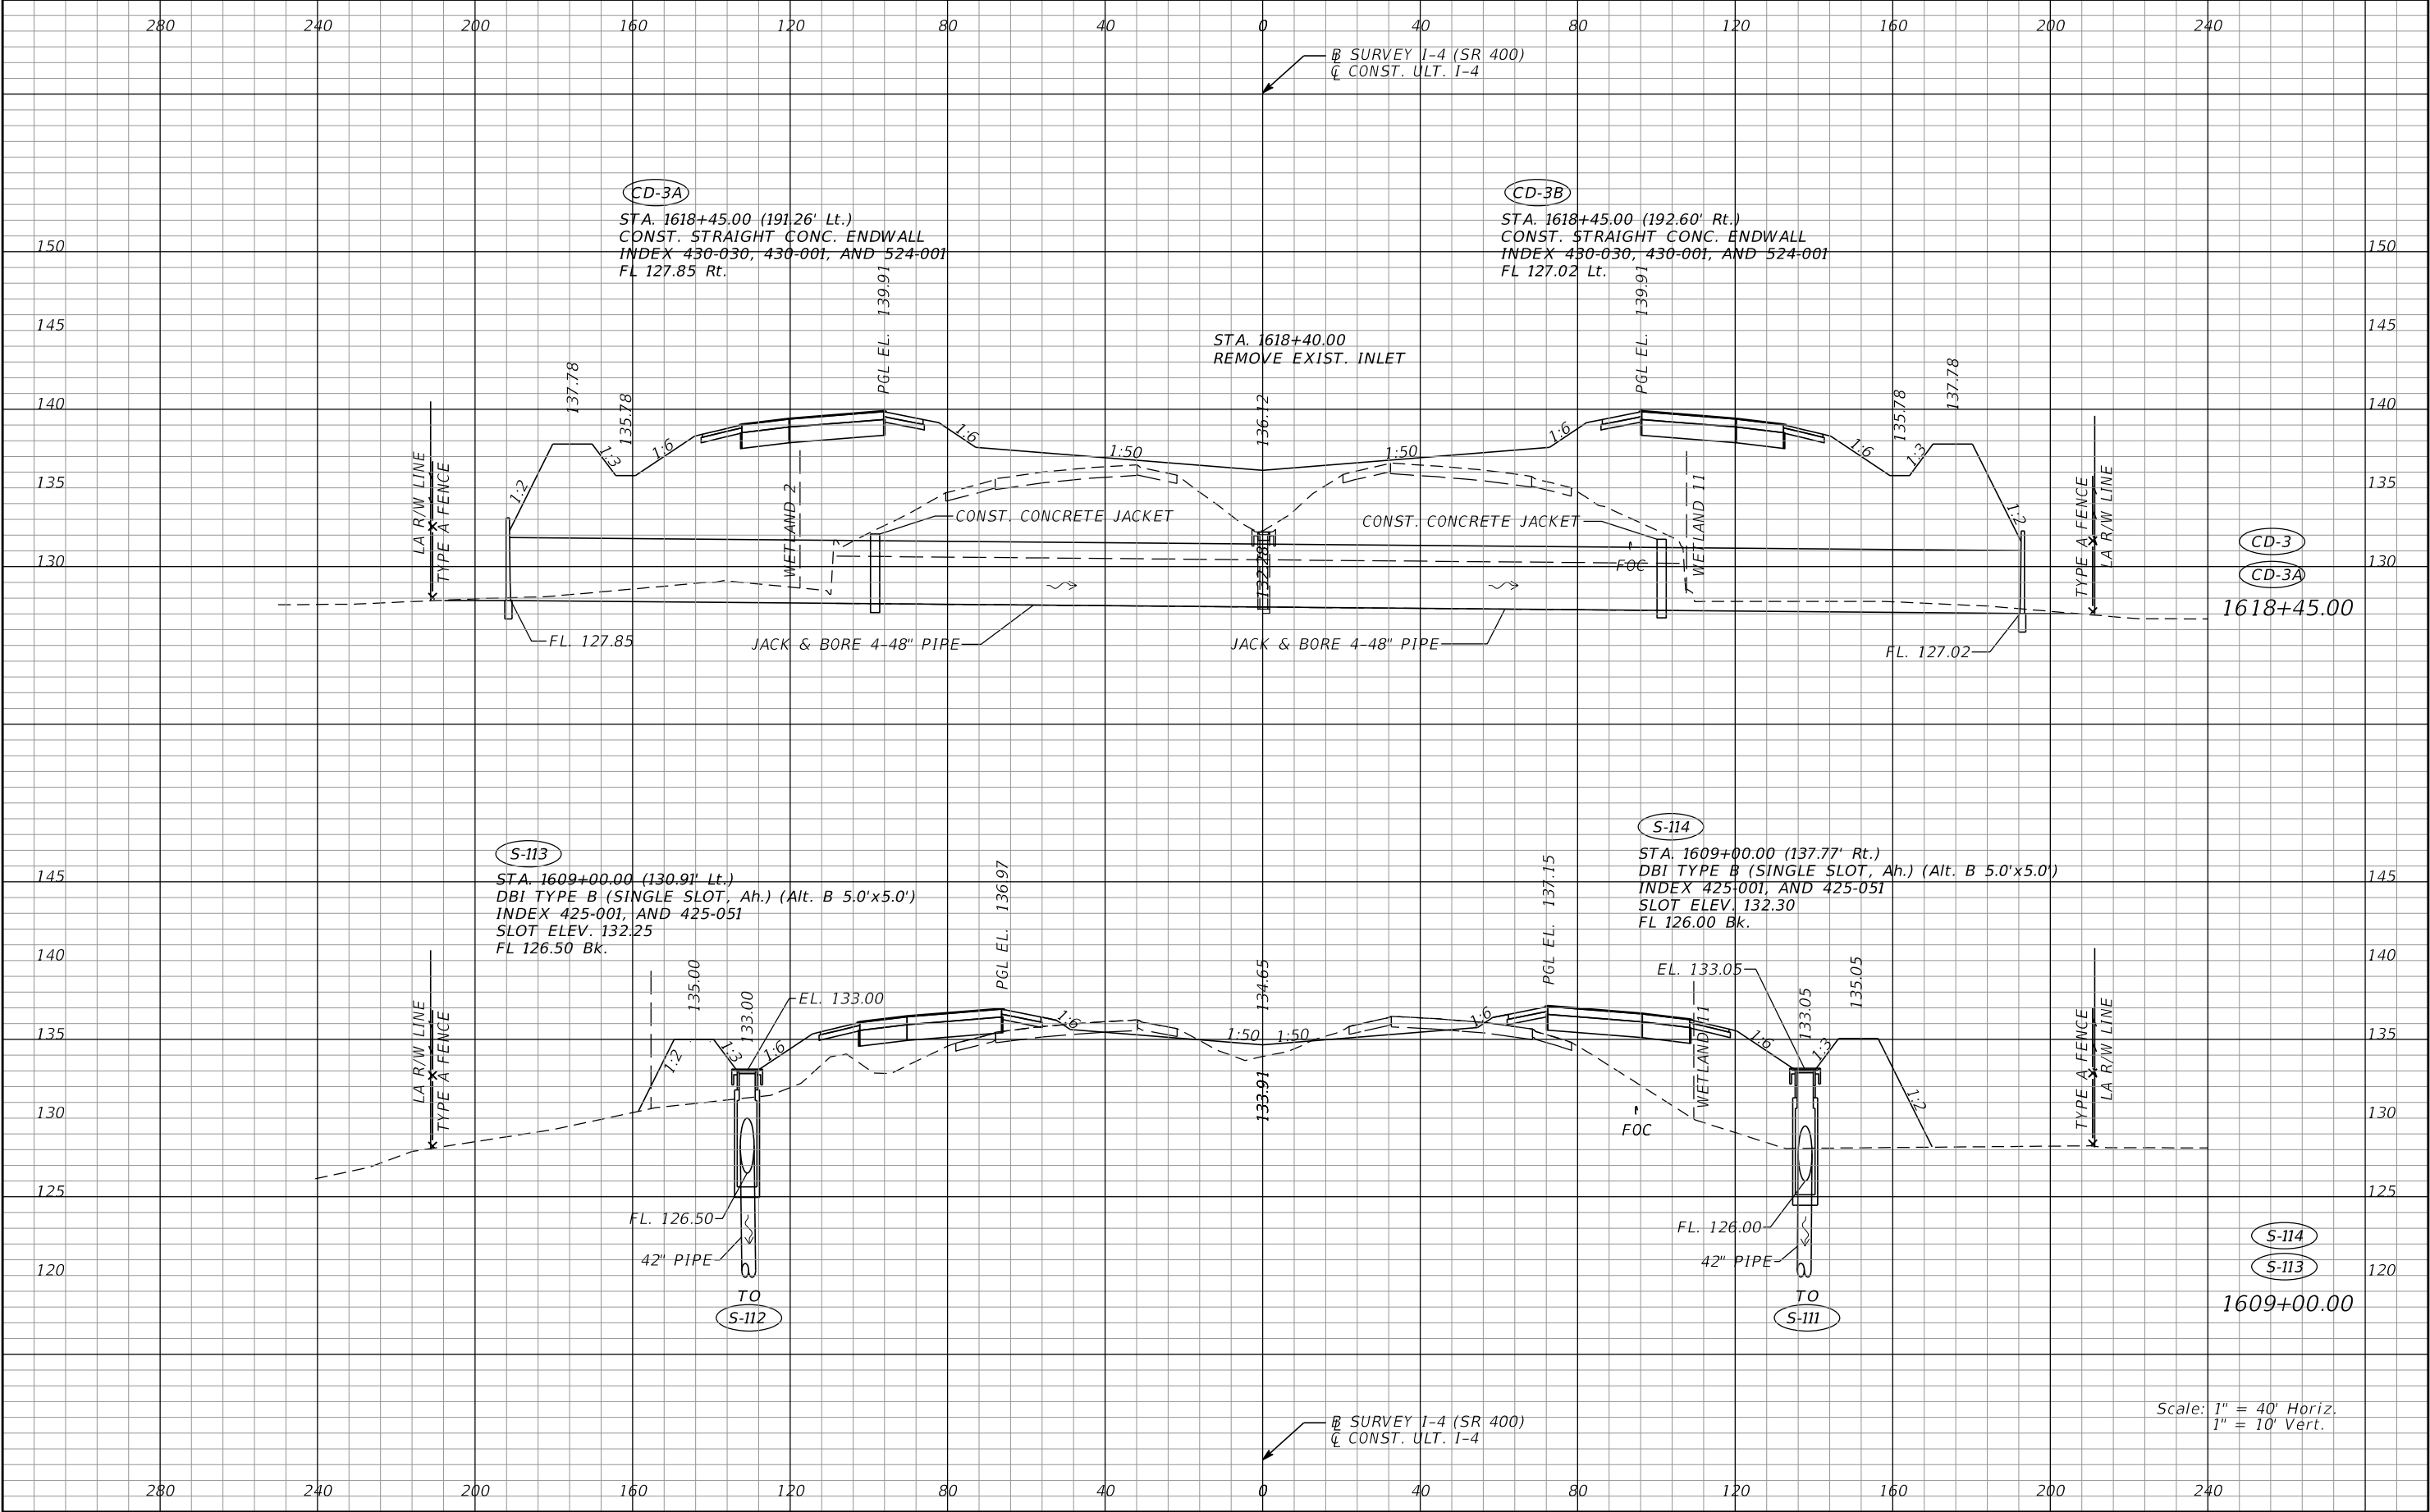 280 240 200 160 120 80 40 0 40 80 120 160 200 240
℄ SURVEY I-4 (SR 400)
℄ CONST. ULT. I-4
CD-3A
STA. 1618+45.00 (191.26' Lt.)
CONST. STRAIGHT CONC. ENDWALL
INDEX 430-030, 430-001, AND 524-001
FL 127.85 Rt.
CD-3B
STA. 1618+45.00 (192.60' Rt.)
CONST. STRAIGHT CONC. ENDWALL
INDEX 430-030, 430-001, AND 524-001
FL 127.02 Lt.
150
150
145
145
140
140
135
135
130
130
STA. 1618+40.00
REMOVE EXIST. INLET
PGL EL. 139.91
PGL EL. 139.91
137.78
135.78
136.12
135.78
137.78
1:2
1:3
1:6
1:6
1:50
1:50
1:6
1:6
1:3
1:2
LA R/W LINE
TYPE A FENCE
WETLAND 2
CONST. CONCRETE JACKET
CONST. CONCRETE JACKET
132.28
FOC
WETLAND 11
TYPE A FENCE
LA R/W LINE
CD-3
CD-3A
1618+45.00
FL. 127.85
JACK & BORE 4-48" PIPE
JACK & BORE 4-48" PIPE
FL. 127.02
S-113
STA. 1609+00.00 (130.91' Lt.)
DBI TYPE B (SINGLE SLOT, Ah.) (Alt. B 5.0'x5.0')
INDEX 425-001, AND 425-051
SLOT ELEV. 132.25
FL 126.50 Bk.
S-114
STA. 1609+00.00 (137.77' Rt.)
DBI TYPE B (SINGLE SLOT, Ah.) (Alt. B 5.0'x5.0')
INDEX 425-001, AND 425-051
SLOT ELEV. 132.30
FL 126.00 Bk.
145
145
140
140
135
135
130
130
125
125
120
120
PGL EL. 136.97
PGL EL. 137.15
135.00
133.00
EL. 133.00
134.65
EL. 133.05
133.05
135.05
1:2
1:3
1:6
1:6
1:50
1:50
1:6
1:6
1:3
1:2
LA R/W LINE
TYPE A FENCE
133.91
FOC
WETLAND 11
TYPE A FENCE
LA R/W LINE
FL. 126.50
42" PIPE
TO
S-112
FL. 126.00
42" PIPE
TO
S-111
S-114
S-113
1609+00.00
℄ SURVEY I-4 (SR 400)
℄ CONST. ULT. I-4
Scale: 1" = 40' Horiz.
1" = 10' Vert.
280 240 200 160 120 80 40 0 40 80 120 160 200 240